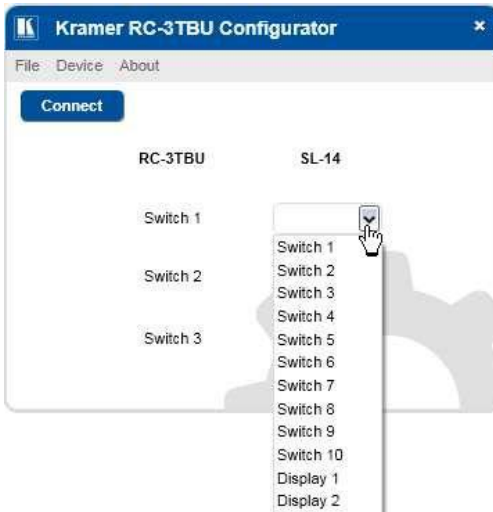 Kramer RC-3TBU Configurator
File Device About
Connect
RC-3TBU SL-14
Switch 1
Switch 2
Switch 3
Switch 1
Switch 2
Switch 3
Switch 4
Switch 5
Switch 6
Switch 7
Switch 8
Switch 9
Switch 10
Display 1
Display 2